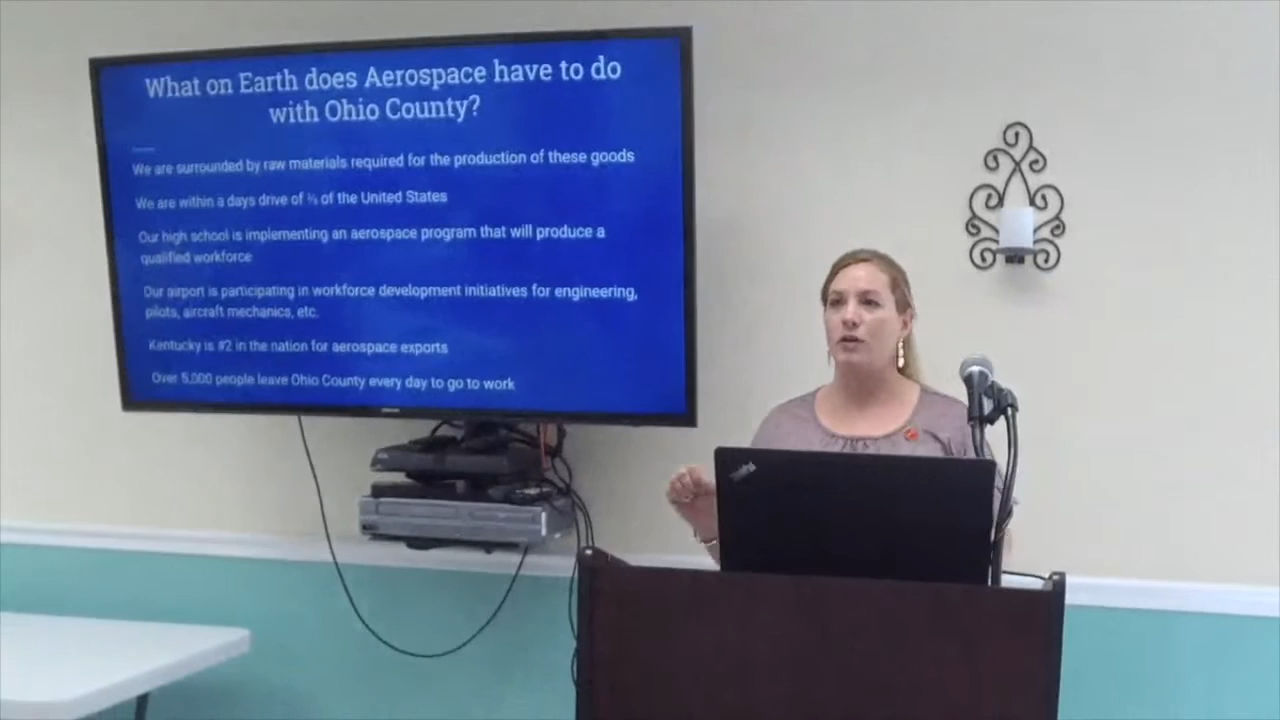 What on Earth does Aerospace have to do
with Ohio County?
We are surrounded by raw materials required for the production of these goods
We are within a days drive of ⅔ of the United States
Our high school is implementing an aerospace program that will produce a
qualified workforce
Our airport is participating in workforce development initiatives for engineering,
pilots, aircraft mechanics, etc.
Kentucky is #2 in the nation for aerospace exports
Over 5,000 people leave Ohio County every day to go to work
SAMSUNG
ThinkPad